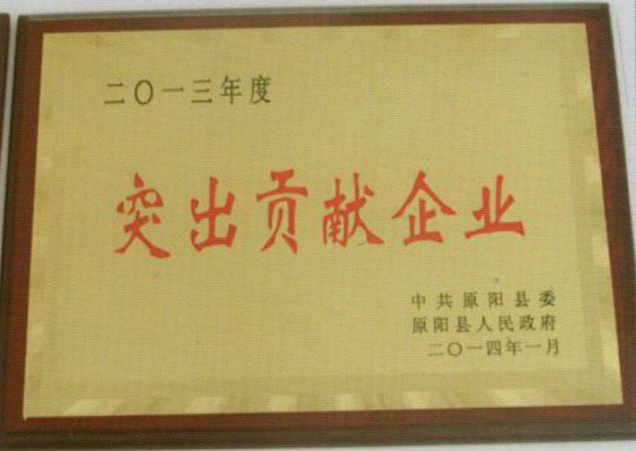 二〇一三年度
突出贡献企业
中共原阳县委
原阳县人民政府
二〇一四年一月